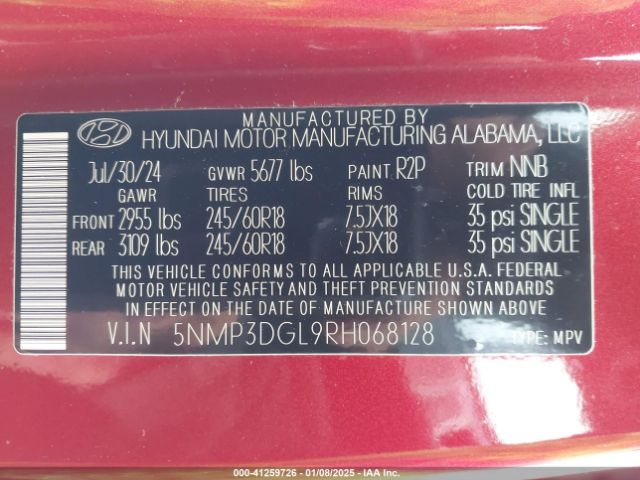 MANUFACTURED BY
HYUNDAI MOTOR MANUFACTURING ALABAMA, LLC
Jul/30/24 GVWR 5677 lbs PAINT: R2P TRIM NNB
GAWR TIRES RIMS COLD TIRE INFL
FRONT 2955 lbs 245/60R18 7.5JX18 35 psi SINGLE
REAR 3109 lbs 245/60R18 7.5JX18 35 psi SINGLE
THIS VEHICLE CONFORMS TO ALL APPLICABLE U.S.A. FEDERAL
MOTOR VEHICLE SAFETY AND THEFT PREVENTION STANDARDS
IN EFFECT ON THE DATE OF MANUFACTURE SHOWN ABOVE.
V.I.N 5NMP3DGL9RH068128 TYPE: MPV
000-41259726 - 01/08/2025 - IAA Inc.